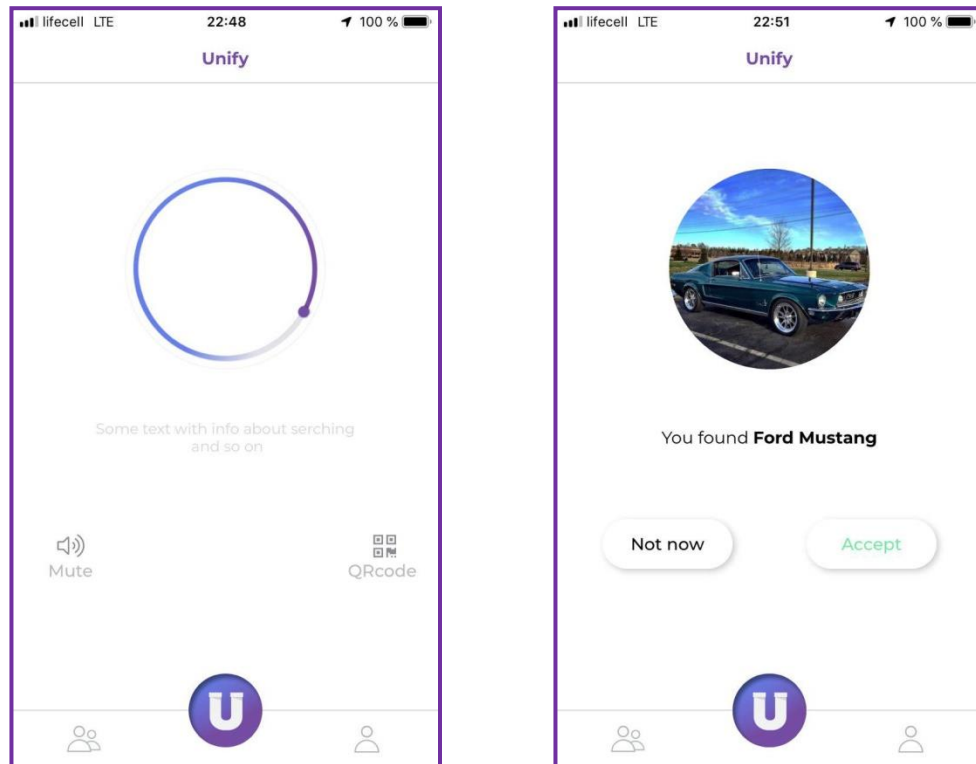 lifecell LTE 22:48 100 %
Unify
Some text with info about serching
and so on
Mute
QRcode
U
lifecell LTE 22:51 100 %
Unify
You found Ford Mustang
Not now
Accept
U